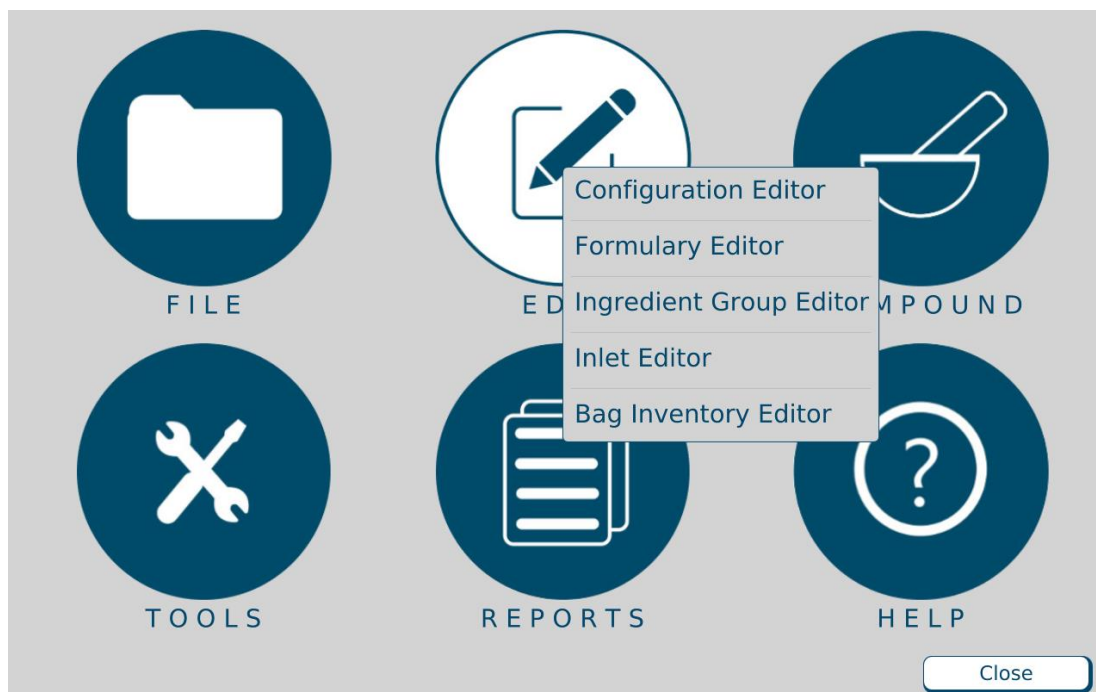 FILE
ED
MPOUND
Configuration Editor
Formulary Editor
Ingredient Group Editor
Inlet Editor
Bag Inventory Editor
TOOLS
REPORTS
HELP
?
Close